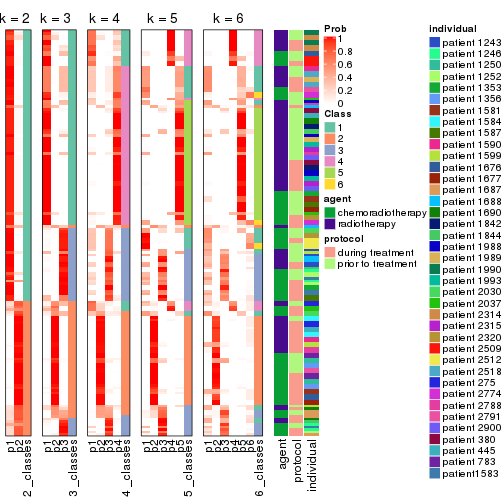 k = 2
k = 3
k = 4
k = 5
k = 6
p1
p2
2_classes
p1
p2
p3
3_classes
p1
p2
p3
p4
4_classes
p1
p2
p3
p4
p5
5_classes
p1
p2
p3
p4
p5
p6
6_classes
agent
protocol
individual
Prob
1
0.8
0.6
0.4
0.2
0
Class
1
2
3
4
5
6
agent
chemoradiotherapy
radiotherapy
protocol
during treatment
prior to treatment
individual
patient 1243
patient 1246
patient 1250
patient 1252
patient 1353
patient 1356
patient 1581
patient 1584
patient 1587
patient 1590
patient 1599
patient 1676
patient 1677
patient 1687
patient 1688
patient 1690
patient 1842
patient 1844
patient 1988
patient 1989
patient 1990
patient 1993
patient 2030
patient 2037
patient 2314
patient 2315
patient 2320
patient 2509
patient 2512
patient 2518
patient 275
patient 2774
patient 2788
patient 2791
patient 2900
patient 380
patient 445
patient 783
patient1583